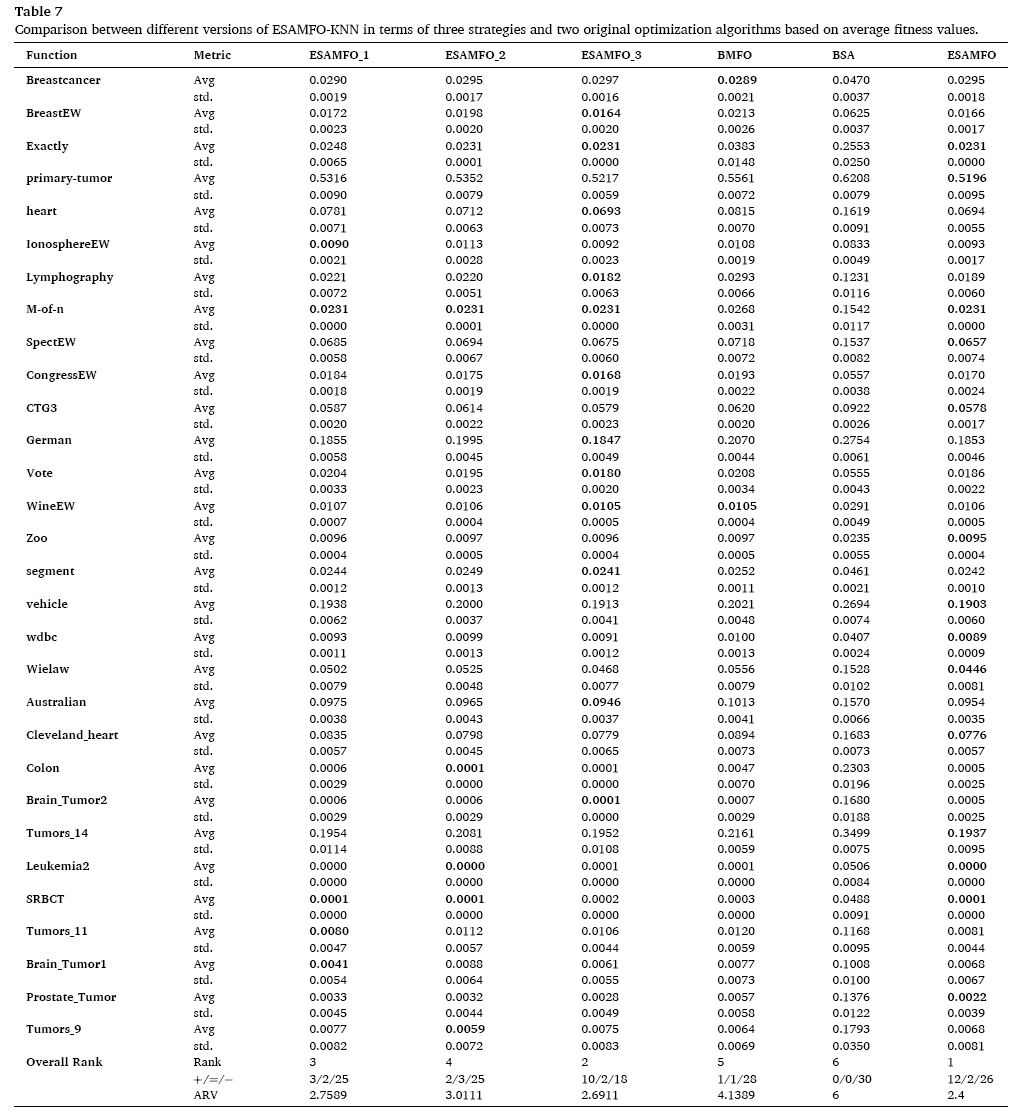 Table 7
Comparison between different versions of ESAMFO-KNN in terms of three strategies and two original optimization algorithms based on average fitness values.
Function Metric ESAMFO_1 ESAMFO_2 ESAMFO_3 BMFO BSA ESAMFO
Breastcancer Avg 0.0290 0.0295 0.0297 0.0289 0.0470 0.0295
std. 0.0019 0.0017 0.0016 0.0021 0.0037 0.0018
BreastEW Avg 0.0172 0.0198 0.0164 0.0213 0.0625 0.0166
std. 0.0023 0.0020 0.0020 0.0026 0.0037 0.0017
Exactly Avg 0.0248 0.0231 0.0231 0.0383 0.2553 0.0231
std. 0.0065 0.0001 0.0000 0.0148 0.0250 0.0000
primary-tumor Avg 0.5316 0.5352 0.5217 0.5561 0.6208 0.5196
std. 0.0090 0.0079 0.0059 0.0072 0.0079 0.0095
heart Avg 0.0781 0.0712 0.0693 0.0815 0.1619 0.0694
std. 0.0071 0.0063 0.0073 0.0070 0.0091 0.0055
IonosphereEW Avg 0.0090 0.0113 0.0092 0.0108 0.0833 0.0093
std. 0.0021 0.0028 0.0023 0.0019 0.0049 0.0017
Lymphography Avg 0.0221 0.0220 0.0182 0.0293 0.1231 0.0189
std. 0.0072 0.0051 0.0063 0.0066 0.0116 0.0060
M-of-n Avg 0.0231 0.0231 0.0231 0.0268 0.1542 0.0231
std. 0.0000 0.0001 0.0000 0.0031 0.0117 0.0000
SpectEW Avg 0.0685 0.0694 0.0675 0.0718 0.1537 0.0657
std. 0.0058 0.0067 0.0060 0.0072 0.0082 0.0074
CongressEW Avg 0.0184 0.0175 0.0168 0.0193 0.0557 0.0170
std. 0.0018 0.0019 0.0019 0.0022 0.0038 0.0024
CTG3 Avg 0.0587 0.0614 0.0579 0.0620 0.0922 0.0578
std. 0.0020 0.0022 0.0023 0.0020 0.0026 0.0017
German Avg 0.1855 0.1995 0.1847 0.2070 0.2754 0.1853
std. 0.0058 0.0045 0.0049 0.0044 0.0061 0.0046
Vote Avg 0.0204 0.0195 0.0180 0.0208 0.0555 0.0186
std. 0.0033 0.0023 0.0020 0.0034 0.0043 0.0022
WineEW Avg 0.0107 0.0106 0.0105 0.0105 0.0291 0.0106
std. 0.0007 0.0004 0.0005 0.0004 0.0049 0.0005
Zoo Avg 0.0096 0.0097 0.0096 0.0097 0.0235 0.0095
std. 0.0004 0.0005 0.0004 0.0005 0.0055 0.0004
segment Avg 0.0244 0.0249 0.0241 0.0252 0.0461 0.0242
std. 0.0012 0.0013 0.0012 0.0011 0.0021 0.0010
vehicle Avg 0.1938 0.2000 0.1913 0.2021 0.2694 0.1903
std. 0.0062 0.0037 0.0041 0.0048 0.0074 0.0060
wdbc Avg 0.0093 0.0099 0.0091 0.0100 0.0407 0.0089
std. 0.0011 0.0013 0.0012 0.0013 0.0024 0.0009
Wielaw Avg 0.0502 0.0525 0.0468 0.0556 0.1528 0.0446
std. 0.0079 0.0048 0.0077 0.0079 0.0102 0.0081
Australian Avg 0.0975 0.0965 0.0946 0.1013 0.1570 0.0954
std. 0.0038 0.0043 0.0037 0.0041 0.0066 0.0035
Cleveland_heart Avg 0.0835 0.0798 0.0779 0.0894 0.1683 0.0776
std. 0.0057 0.0045 0.0065 0.0073 0.0073 0.0057
Colon Avg 0.0006 0.0001 0.0001 0.0047 0.2303 0.0005
std. 0.0029 0.0000 0.0000 0.0070 0.0196 0.0025
Brain_Tumor2 Avg 0.0006 0.0006 0.0001 0.0007 0.1680 0.0005
std. 0.0029 0.0029 0.0000 0.0029 0.0188 0.0025
Tumors_14 Avg 0.1954 0.2081 0.1952 0.2161 0.3499 0.1937
std. 0.0114 0.0088 0.0108 0.0059 0.0075 0.0095
Leukemia2 Avg 0.0000 0.0000 0.0001 0.0001 0.0506 0.0000
std. 0.0000 0.0000 0.0000 0.0000 0.0084 0.0000
SRBCT Avg 0.0001 0.0001 0.0002 0.0003 0.0488 0.0001
std. 0.0000 0.0000 0.0000 0.0000 0.0091 0.0000
Tumors_11 Avg 0.0080 0.0112 0.0106 0.0120 0.1168 0.0081
std. 0.0047 0.0057 0.0044 0.0059 0.0095 0.0044
Brain_Tumor1 Avg 0.0041 0.0088 0.0061 0.0077 0.1008 0.0068
std. 0.0054 0.0064 0.0055 0.0073 0.0100 0.0067
Prostate_Tumor Avg 0.0033 0.0032 0.0028 0.0057 0.1376 0.0022
std. 0.0045 0.0044 0.0049 0.0058 0.0122 0.0039
Tumors_9 Avg 0.0077 0.0059 0.0075 0.0064 0.1793 0.0068
std. 0.0082 0.0072 0.0083 0.0069 0.0350 0.0081
Overall Rank Rank 3 4 2 5 6 1
+/=/− 3/2/25 2/3/25 10/2/18 1/1/28 0/0/30 12/2/26
ARV 2.7589 3.0111 2.6911 4.1389 6 2.4